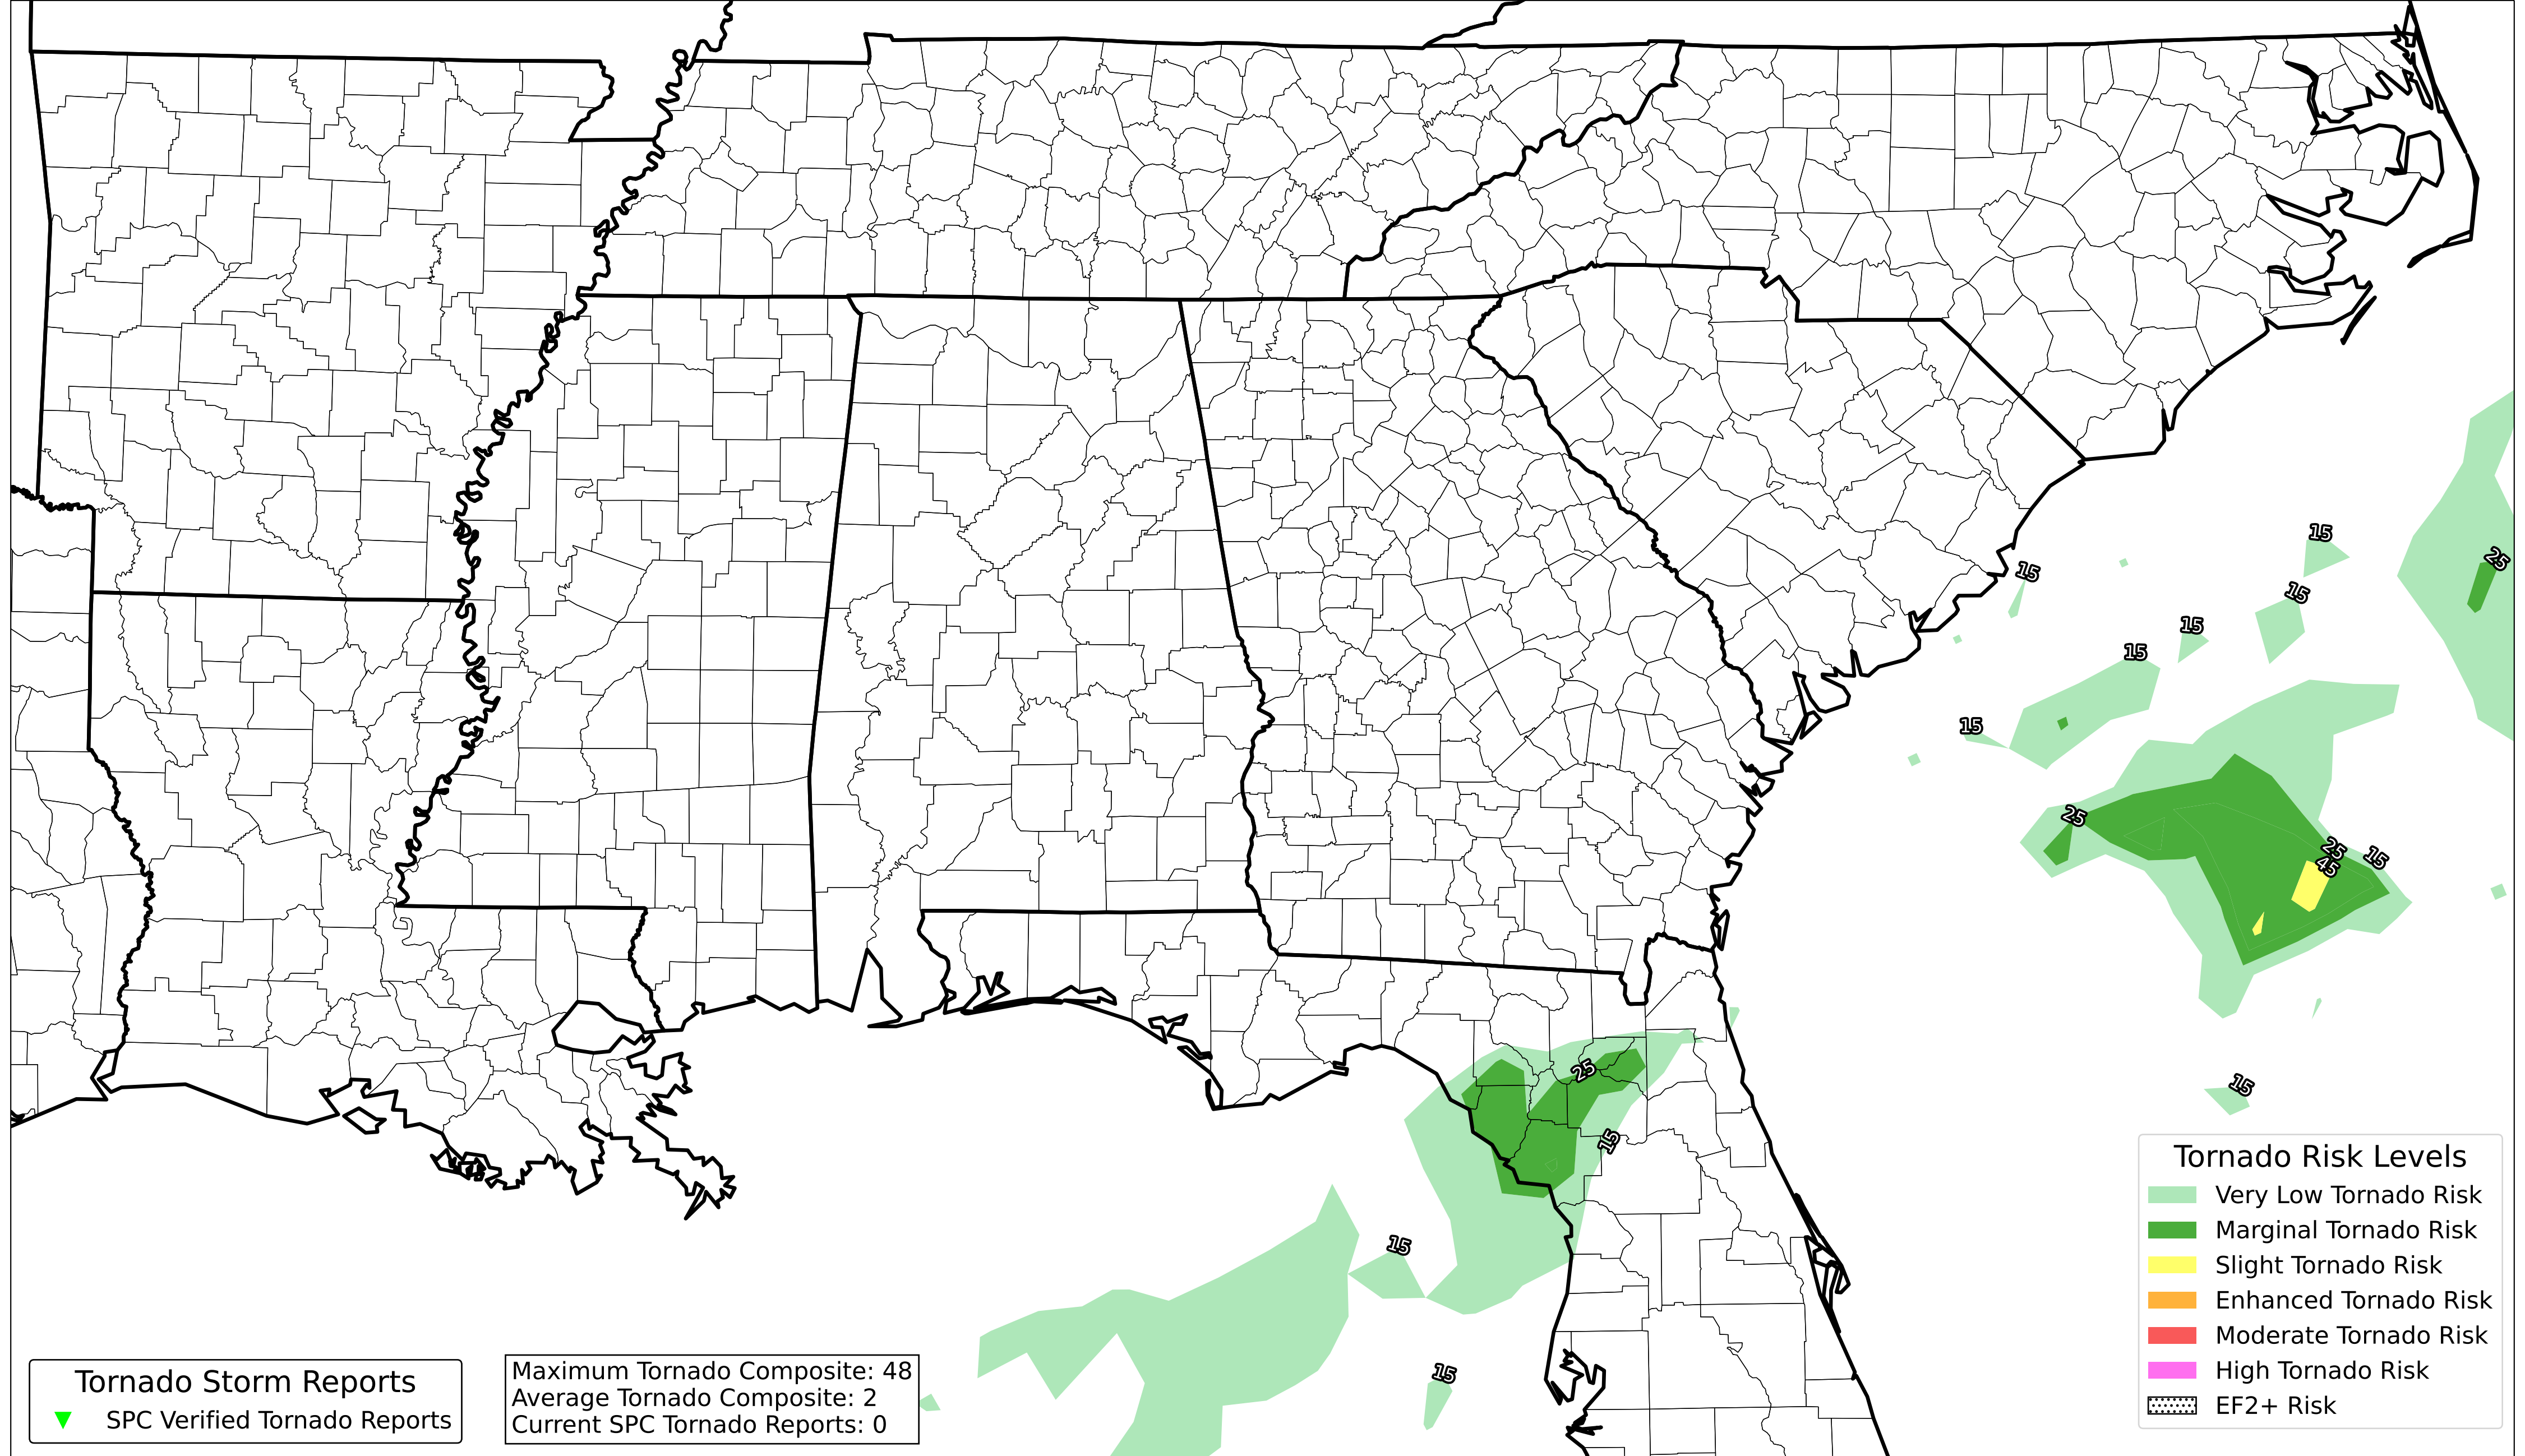 15
25
15
15
15
15
25
25
45
15
25
15
15
15
15
Tornado Risk Levels
Very Low Tornado Risk
Marginal Tornado Risk
Slight Tornado Risk
Enhanced Tornado Risk
Moderate Tornado Risk
High Tornado Risk
EF2+ Risk
Tornado Storm Reports
SPC Verified Tornado Reports
Maximum Tornado Composite: 48
Average Tornado Composite: 2
Current SPC Tornado Reports: 0